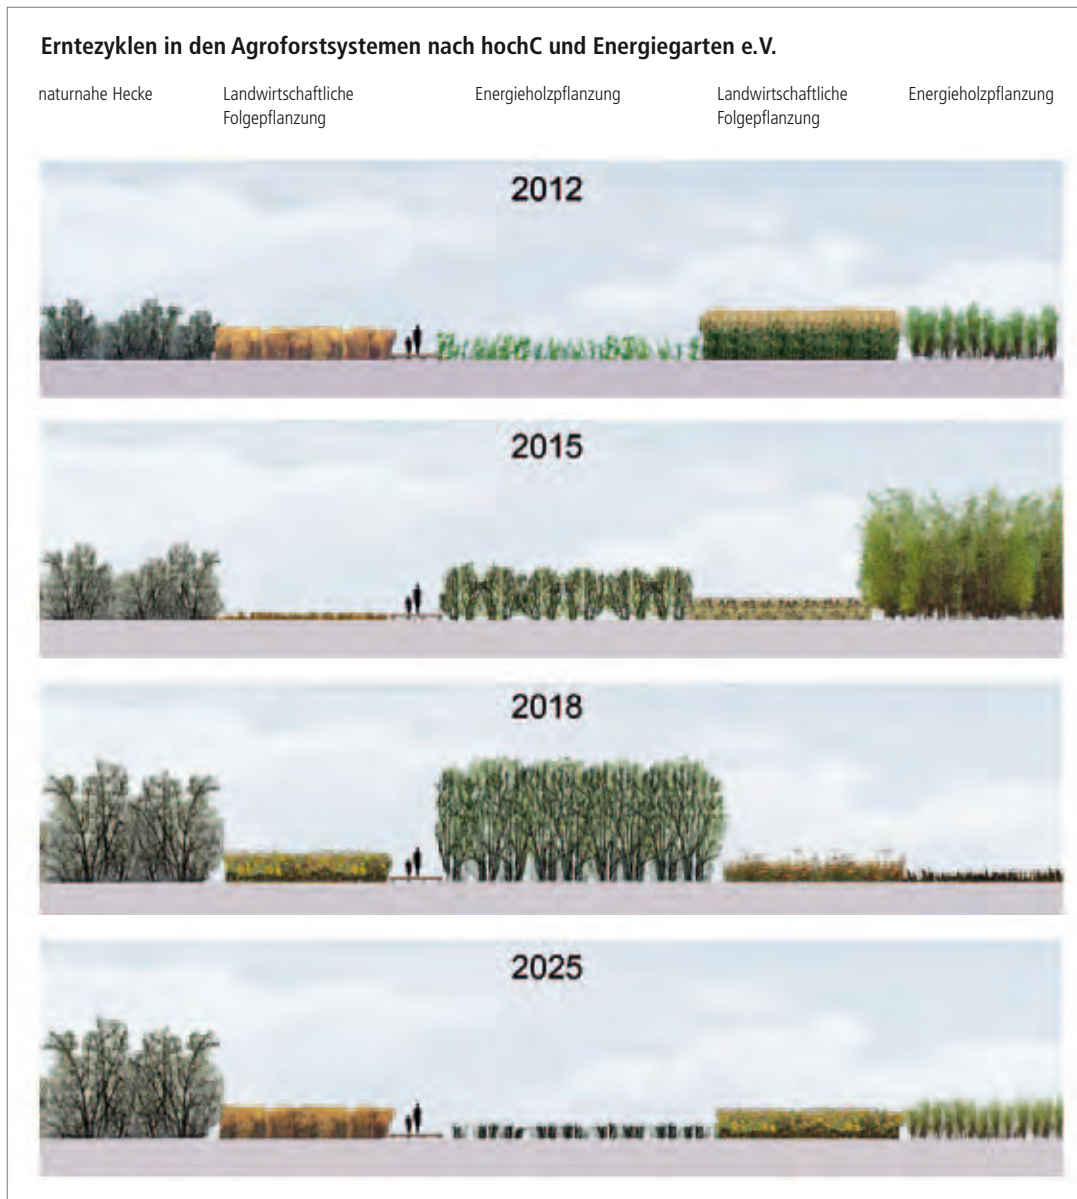 Erntezyklen in den Agroforstsystemen nach hochC und Energiegarten e.V.
naturnahe Hecke
Landwirtschaftliche
Folgepflanzung
Energieholzpflanzung
Landwirtschaftliche
Folgepflanzung
Energieholzpflanzung
2012
2015
2018
2025